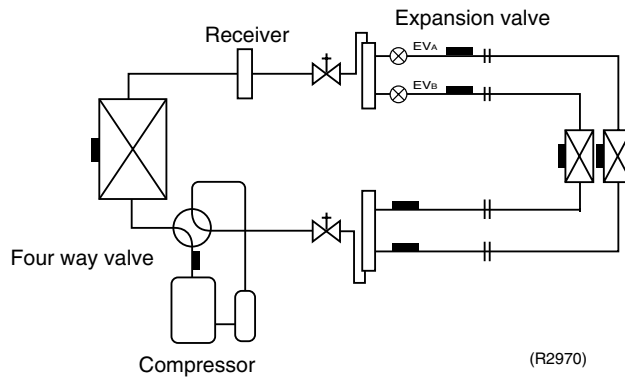 Expansion valve
Receiver
EVA
EVB
Four way valve
Compressor
(R2970)